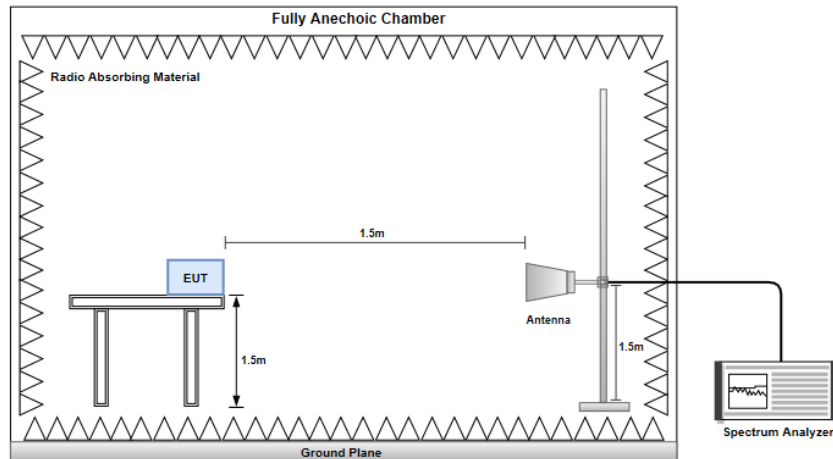 Fully Anechoic Chamber
Radio Absorbing Material
1.5m
EUT
Antenna
1.5m
1.5m
Spectrum Analyzer
Ground Plane